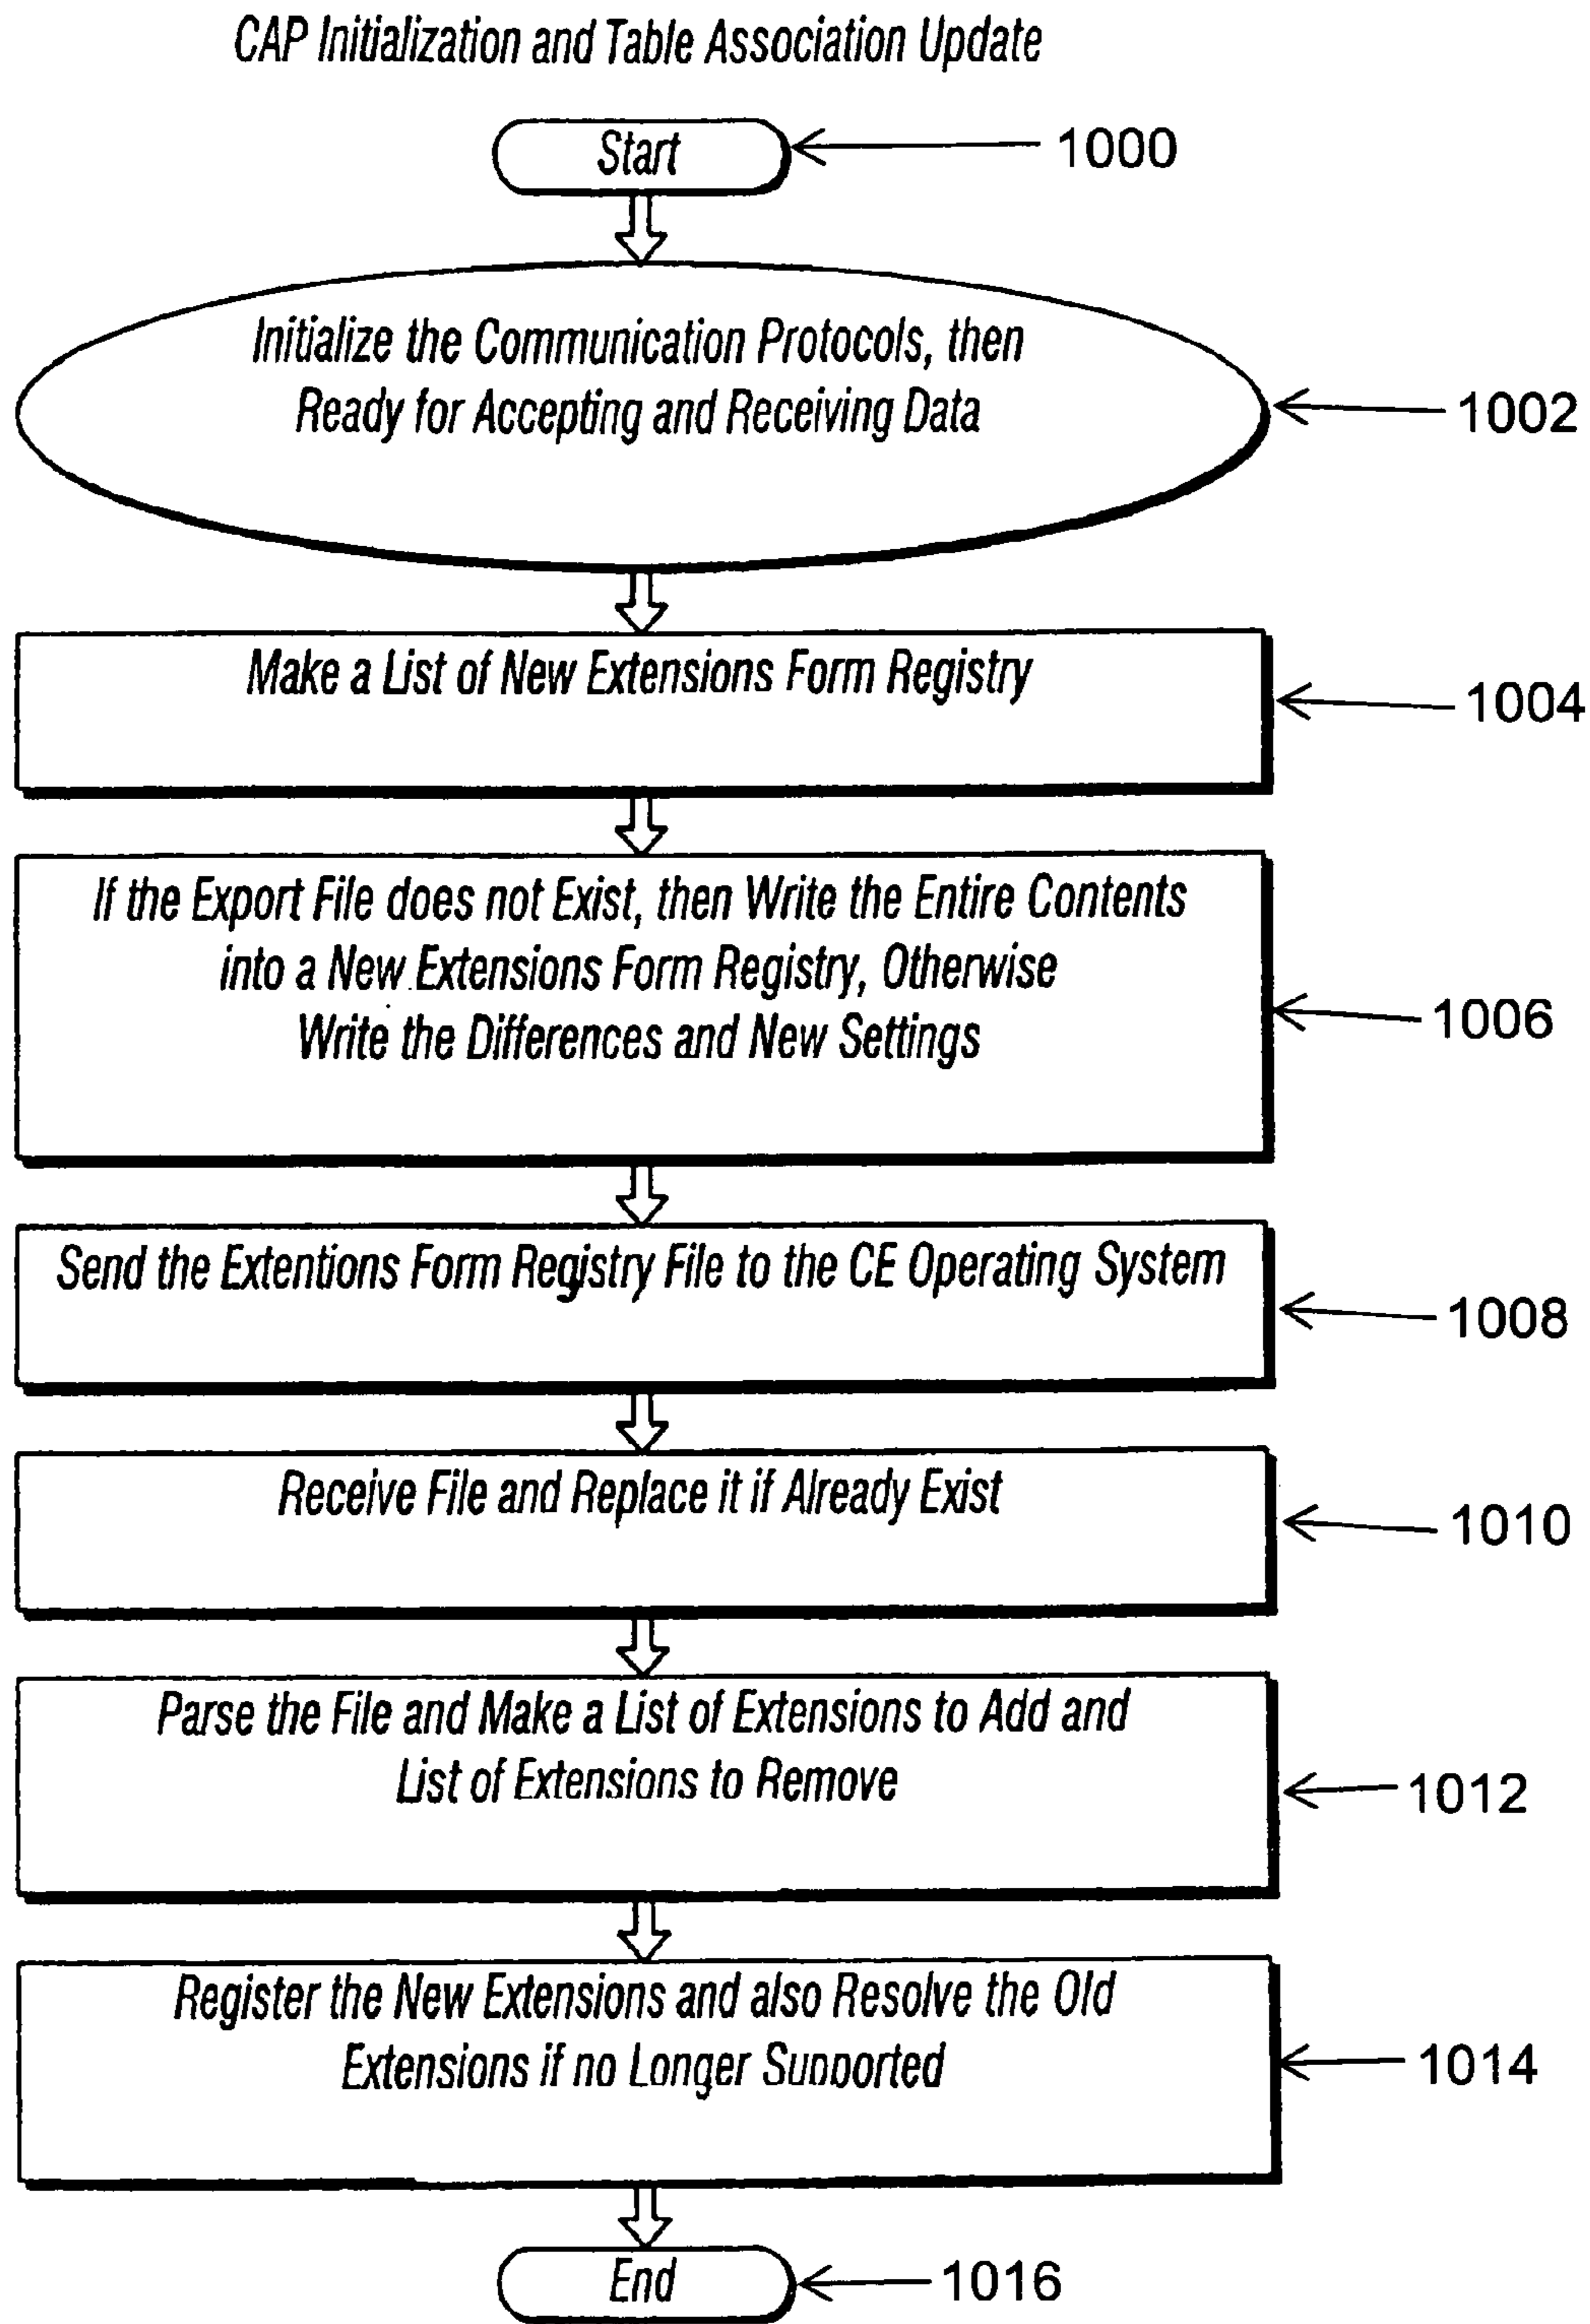 CAP Initialization and Table Association Update
Start
1000
Initialize the Communication Protocols, then
Ready for Accepting and Receiving Data
1002
Make a List of New Extensions Form Registry
1004
If the Export File does not Exist, then Write the Entire Contents
into a New Extensions Form Registry, Otherwise
Write the Differences and New Settings
1006
Send the Extentions Form Registry File to the CE Operating System
1008
Receive File and Replace it if Already Exist
1010
Parse the File and Make a List of Extensions to Add and
List of Extensions to Remove
1012
Register the New Extensions and also Resolve the Old
Extensions if no Longer Supported
1014
End
1016